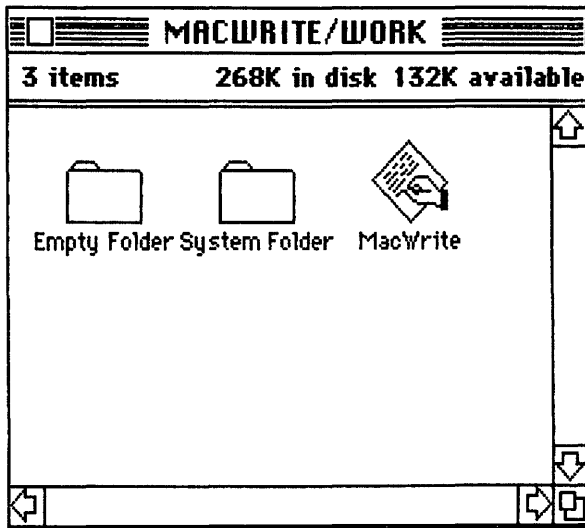 MACWRITE/WORK
3 items 268K in disk 132K available
Empty Folder System Folder MacWrite